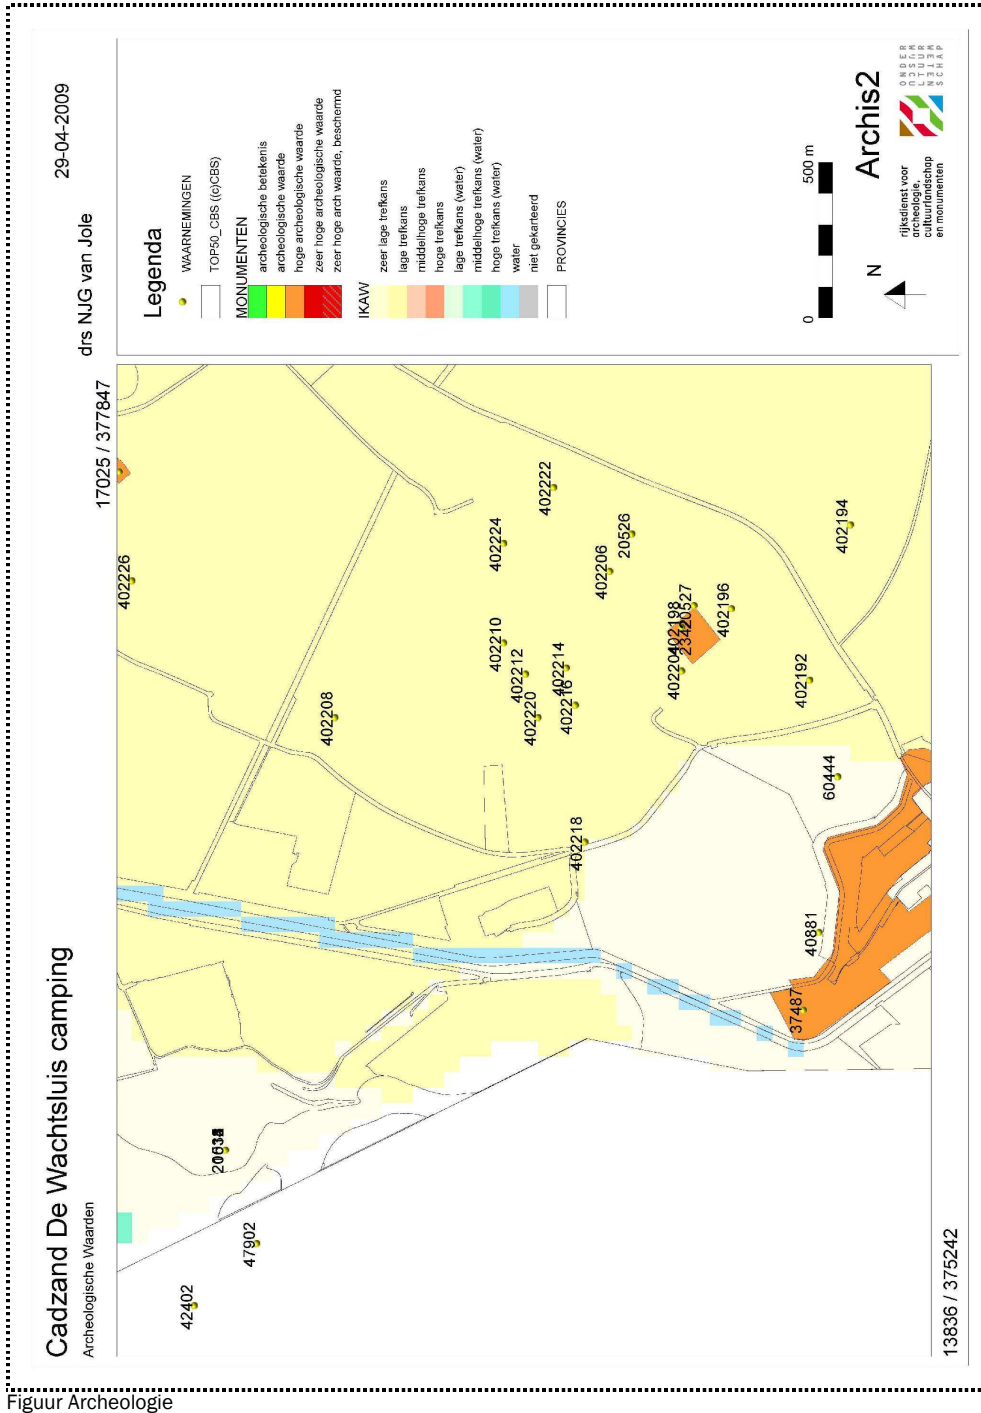 Cadzand De Wachtsluis camping
Archeologische Waarden
29-04-2009
drs NJG van Jole
17025 / 377847
13836 / 375242
Legenda
WAARNEMINGEN
TOP50_CBS ((c)CBS)
MONUMENTEN
archeologische betekenis
archeologische waarde
hoge archeologische waarde
zeer hoge archeologische waarde
zeer hoge arch waarde, beschermd
IKAW
zeer lage trefkans
lage trefkans
middelhoge trefkans
hoge trefkans
lage trefkans (water)
middelhoge trefkans (water)
hoge trefkans (water)
water
niet gekarteerd
PROVINCIES
0
500 m
N
Archis2
rijksdienst voor
archeologie,
cultuurlandschap
en monumenten
42402
47902
402226
402208
402224
402222
402210
402212
402214
402220
402216
402206
20526
402198
20527
402196
402194
402192
402218
60444
40881
37487
Figuur Archeologie